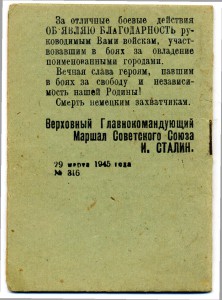 За отличные боевые действия
ОБ'ЯВЛЯЮ БЛАГОДАРНОСТЬ ру-
ководимым Вами войскам, участ-
вовавшим в боях за овладение
поименованными городами.
Вечная слава героям, павшим
в боях за свободу и независи-
мость нашей Родины!
Смерть немецким захватчикам.
Верховный Главнокомандующий
Маршал Советского Союза
И. СТАЛИН.
29 марта 1945 года
№ 316